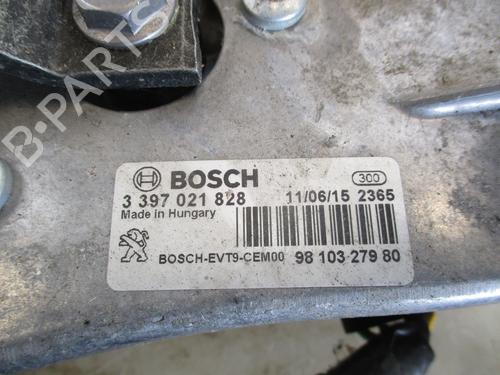 B-PARTS
BOSCH 300
3 397 021 828 11/06/15 2365
Made in Hungary
BOSCH-EVT9-CEM00 98 103 279 80